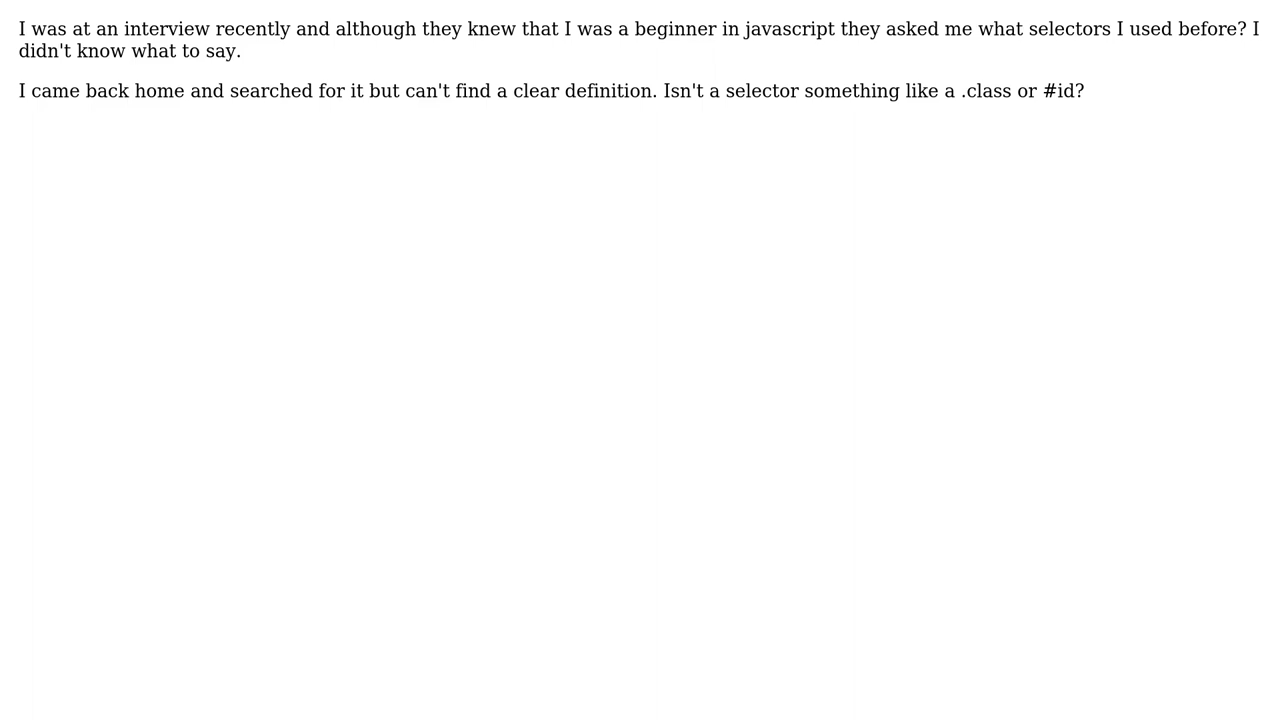 I was at an interview recently and although they knew that I was a beginner in javascript they asked me what selectors I used before? I
didn't know what to say.
I came back home and searched for it but can't find a clear definition. Isn't a selector something like a .class or #id?